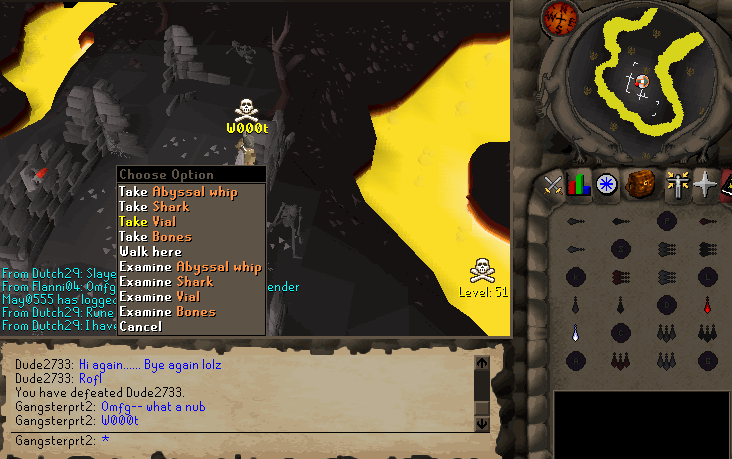 W000t
Choose Option
Take Abyssal whip
Take Shark
Take Vial
Take Bones
Walk here
Examine Abyssal whip
Examine Shark
Examine Vial
Examine Bones
Cancel
Level: 51
From Dutch29: Slaye
From Flanni04: Omfg ender
May0555 has logged
From Dutch29: Rune
From Dutch29: I have
Dude2733: Hi again...... Bye again lolz
Dude2733: Rofl
You have defeated Dude2733.
Gangsterprt2: Omfg-- what a nub
Gangsterprt2: W000t
Gangsterprt2: *